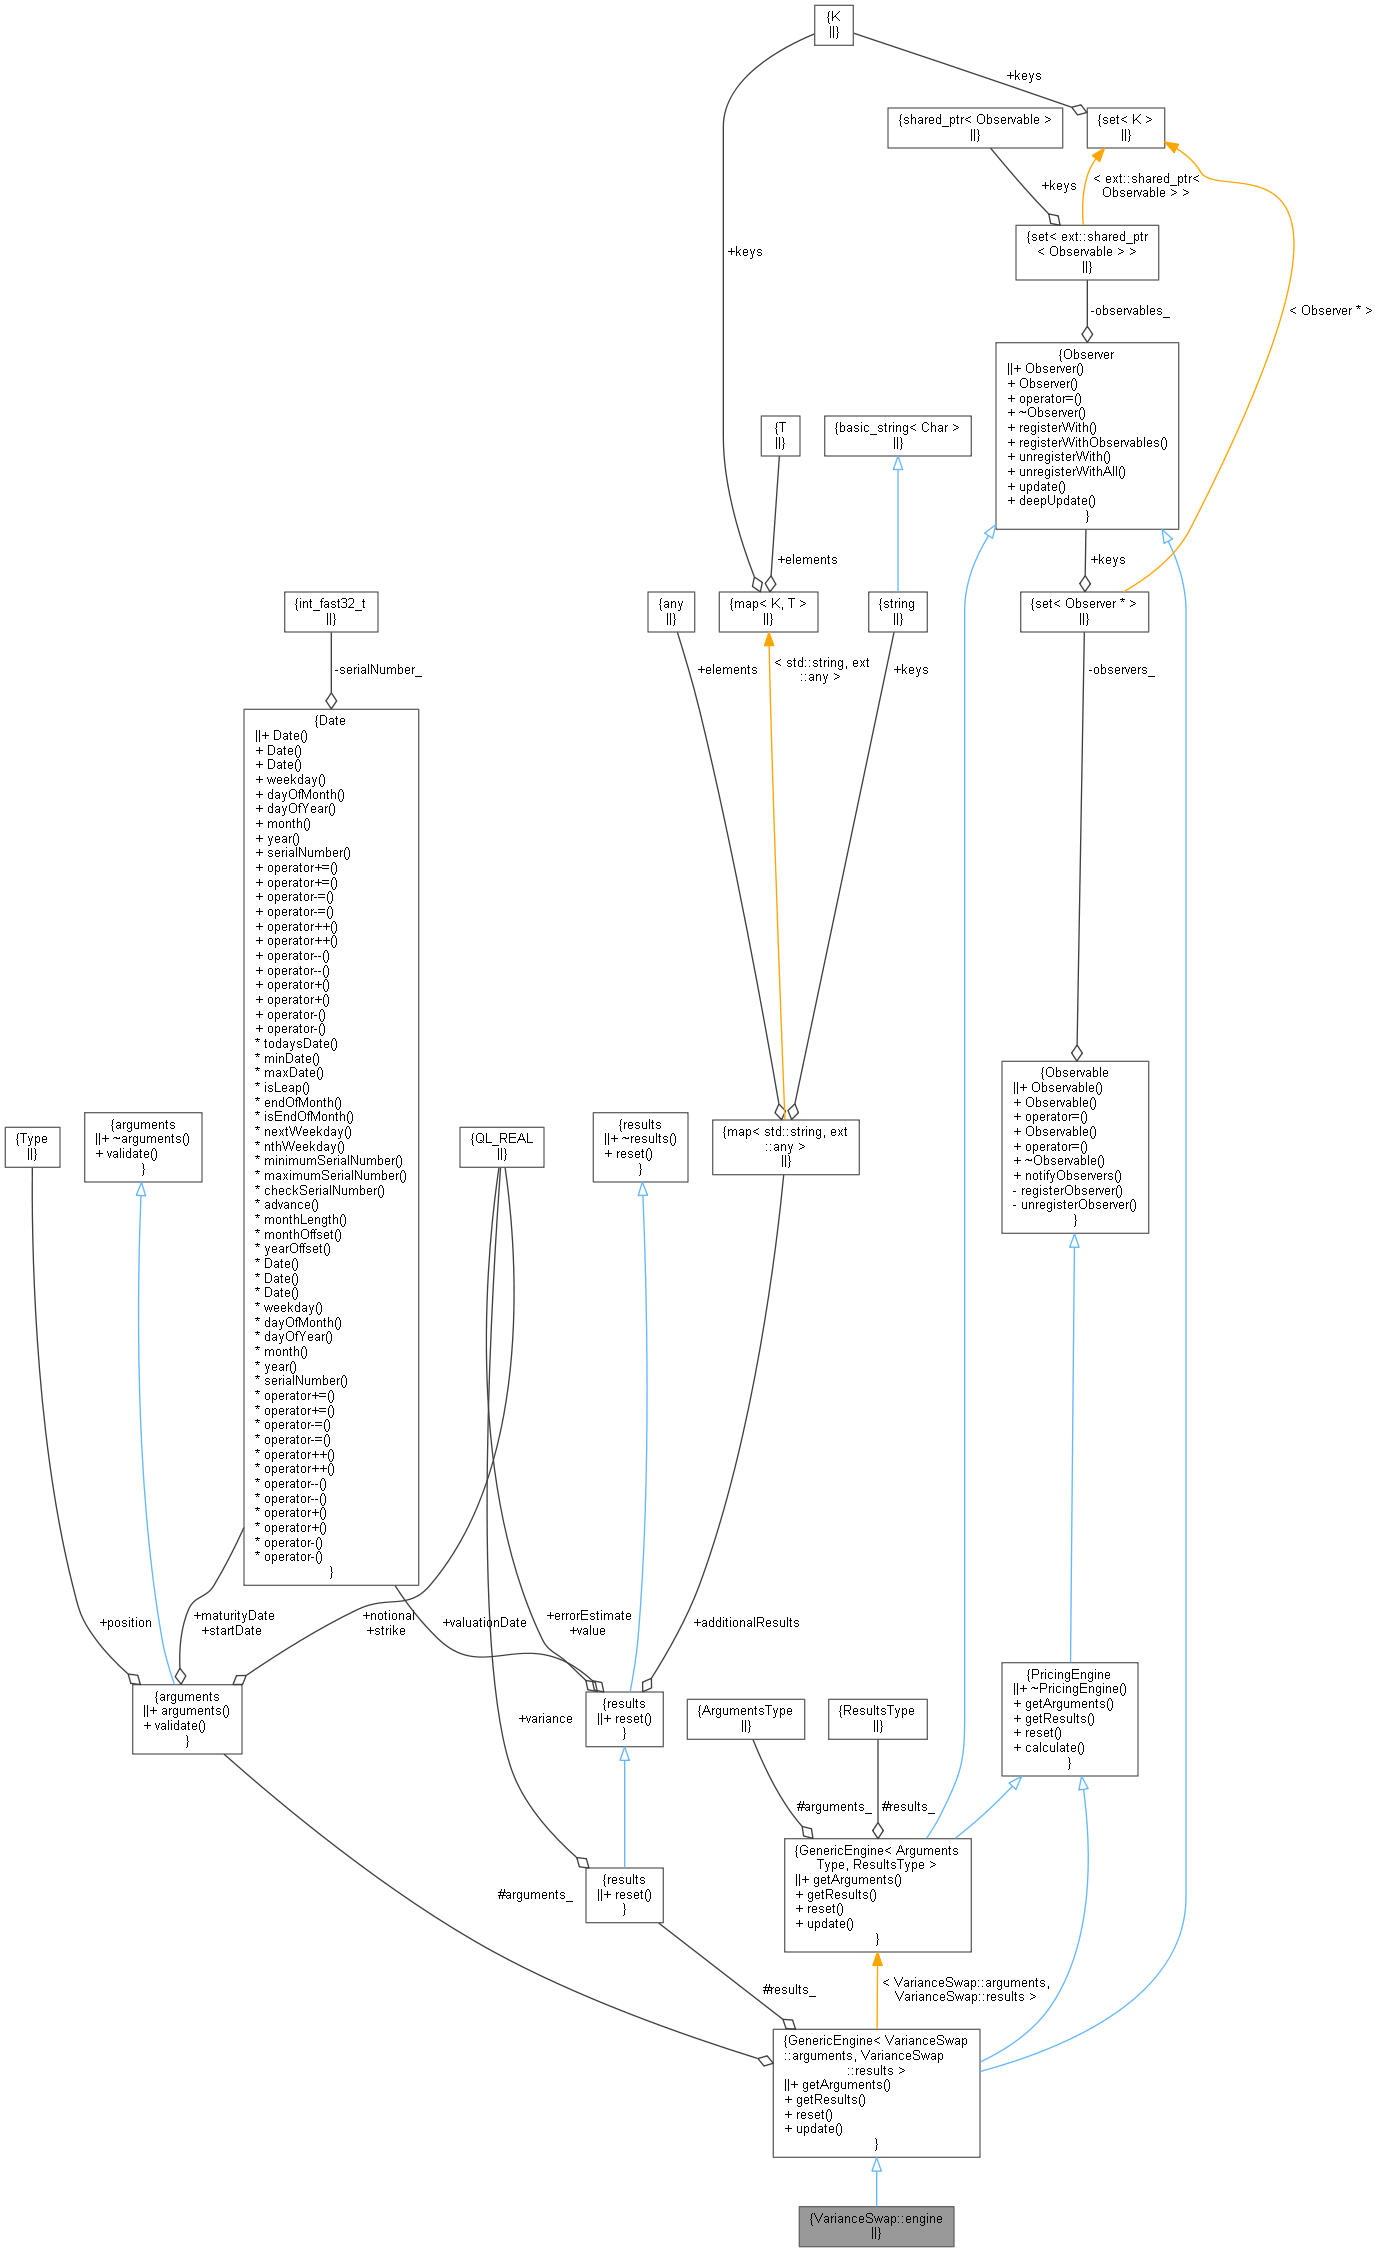 {K
||}
+keys
{shared_ptr< Observable >
||}
{set< K >
||}
+keys
< ext::shared_ptr<
Observable > >
+keys
{set< ext::shared_ptr
< Observable > >
||}
-observables_
< Observer * >
{Observer
||+ Observer()
+ Observer()
+ operator=()
+ ~Observer()
+ registerWith()
+ registerWithObservables()
+ unregisterWith()
+ unregisterWithAll()
+ update()
+ deepUpdate()
}
{T
||}
{basic_string< Char >
||}
+elements
+keys
{int_fast32_t
||}
{any
||}
{map< K, T >
||}
{string
||}
{set< Observer * >
||}
-serialNumber_
+elements
< std::string, ext
::any >
+keys
-observers_
{Date
||+ Date()
+ Date()
+ Date()
+ weekday()
+ dayOfMonth()
+ dayOfYear()
+ month()
+ year()
+ serialNumber()
+ operator+=()
+ operator+=()
+ operator-=()
+ operator-=()
+ operator++()
+ operator++()
+ operator--()
+ operator--()
+ operator+()
+ operator+()
+ operator-()
+ operator-()
* todaysDate()
* minDate()
* maxDate()
* isLeap()
* endOfMonth()
* isEndOfMonth()
* nextWeekday()
* nthWeekday()
* minimumSerialNumber()
* maximumSerialNumber()
* checkSerialNumber()
* advance()
* monthLength()
* monthOffset()
* yearOffset()
* Date()
* Date()
* Date()
* weekday()
* dayOfMonth()
* dayOfYear()
* month()
* year()
* serialNumber()
* operator+=()
* operator+=()
* operator-=()
* operator-=()
* operator++()
* operator++()
* operator--()
* operator--()
* operator+()
* operator+()
* operator-()
* operator-()
}
{Observable
||+ Observable()
+ Observable()
+ operator=()
+ Observable()
+ operator=()
+ ~Observable()
+ notifyObservers()
- registerObserver()
- unregisterObserver()
}
{Type
||}
{arguments
||+ ~arguments()
+ validate()
}
{QL_REAL
||}
{results
||+ ~results()
+ reset()
}
{map< std::string, ext
::any >
||}
+position
+maturityDate
+startDate
+notional
+strike
+valuationDate
+errorEstimate
+value
+additionalResults
{arguments
||+ arguments()
+ validate()
}
+variance
{results
||+ reset()
}
{ArgumentsType
||}
{ResultsType
||}
{PricingEngine
||+ ~PricingEngine()
+ getArguments()
+ getResults()
+ reset()
+ calculate()
}
#arguments_
#results_
{GenericEngine< Arguments
Type, ResultsType >
||+ getArguments()
+ getResults()
+ reset()
+ update()
}
#arguments_
{results
||+ reset()
}
#results_
< VarianceSwap::arguments,
VarianceSwap::results >
{GenericEngine< VarianceSwap
::arguments, VarianceSwap
::results >
||+ getArguments()
+ getResults()
+ reset()
+ update()
}
{VarianceSwap::engine
||}